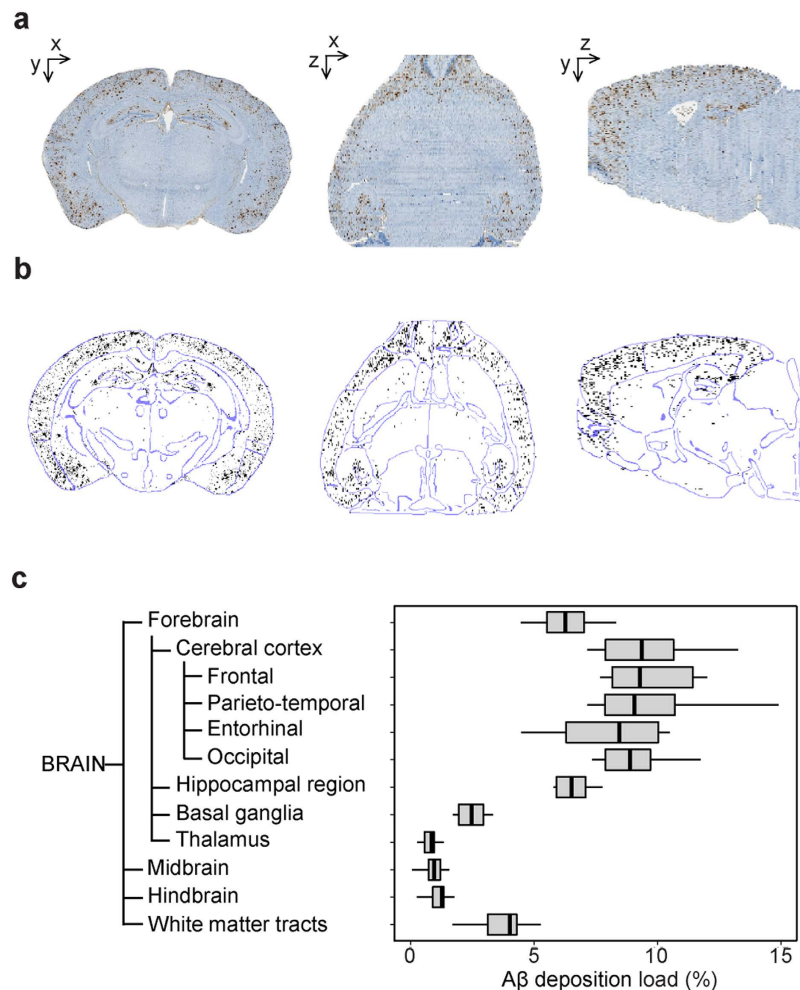 a
x
y
x
z
z
y
b
c
Forebrain
Cerebral cortex
Frontal
Parieto-temporal
Entorhinal
Occipital
BRAIN
Hippocampal region
Basal ganglia
Thalamus
Midbrain
Hindbrain
White matter tracts
0 5 10 15
Aβ deposition load (%)